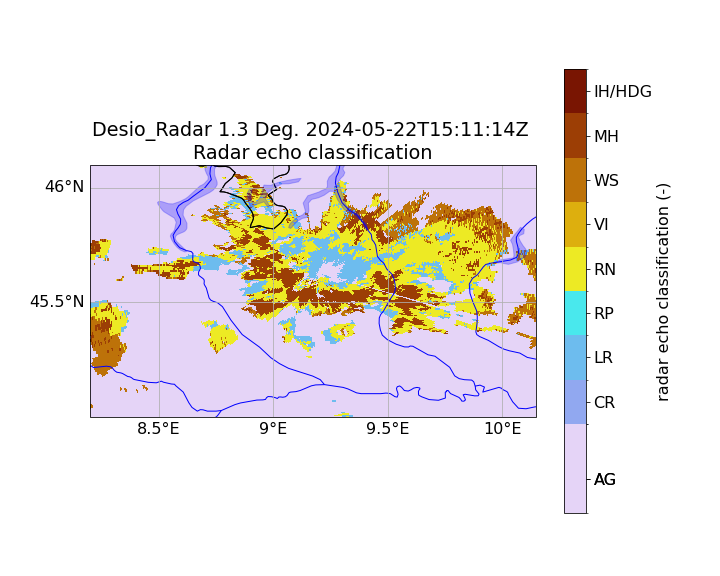 Desio_Radar 1.3 Deg. 2024-05-22T15:11:14Z
Radar echo classification
46°N
45.5°N
8.5°E
9°E
9.5°E
10°E
IH/HDG
MH
WS
VI
RN
RP
LR
CR
AG
radar echo classification (-)